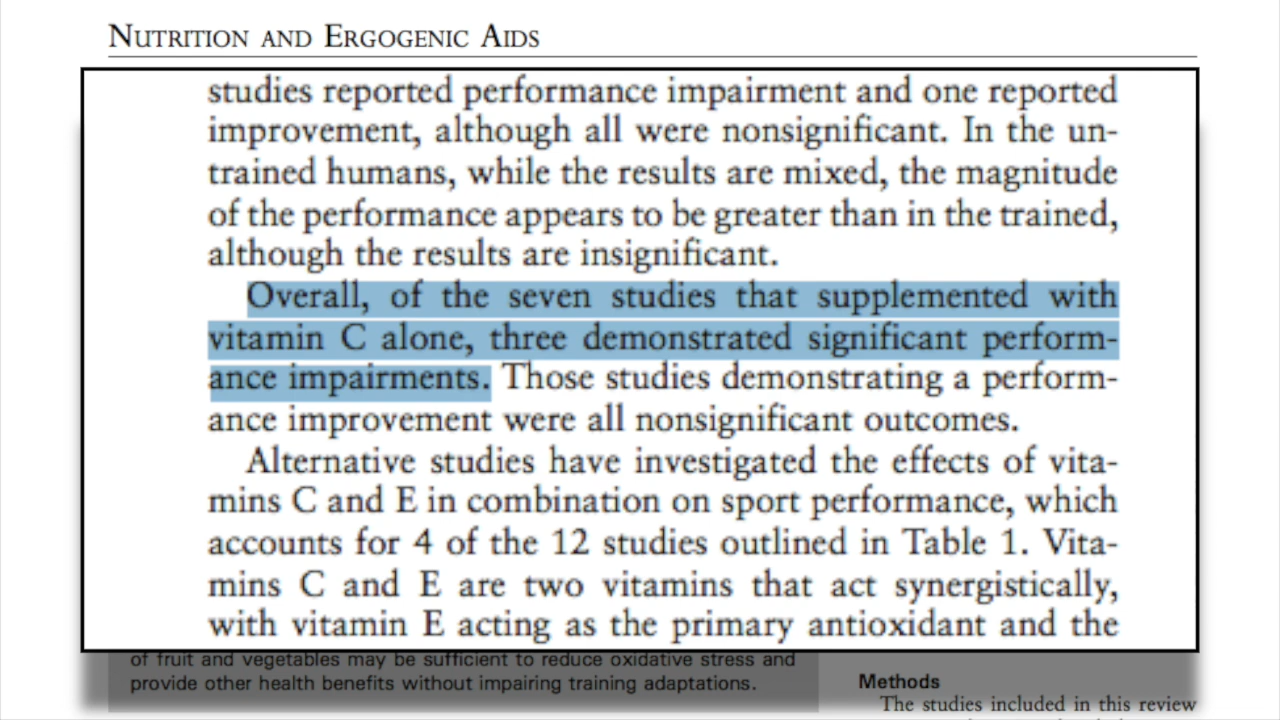 NUTRITION AND ERGOGENIC AIDS
studies reported performance impairment and one reported
improvement, although all were nonsignificant. In the un-
trained humans, while the results are mixed, the magnitude
of the performance appears to be greater than in the trained,
although the results are insignificant.
Overall, of the seven studies that supplemented with
vitamin C alone, three demonstrated significant perform-
ance impairments. Those studies demonstrating a perform-
ance improvement were all nonsignificant outcomes.
Alternative studies have investigated the effects of vita-
mins C and E in combination on sport performance, which
accounts for 4 of the 12 studies outlined in Table 1. Vita-
mins C and E are two vitamins that act synergistically,
with vitamin E acting as the primary antioxidant and the
of fruit and vegetables may be sufficient to reduce oxidative stress and
provide other health benefits without impairing training adaptations.
Methods
The studies included in this review